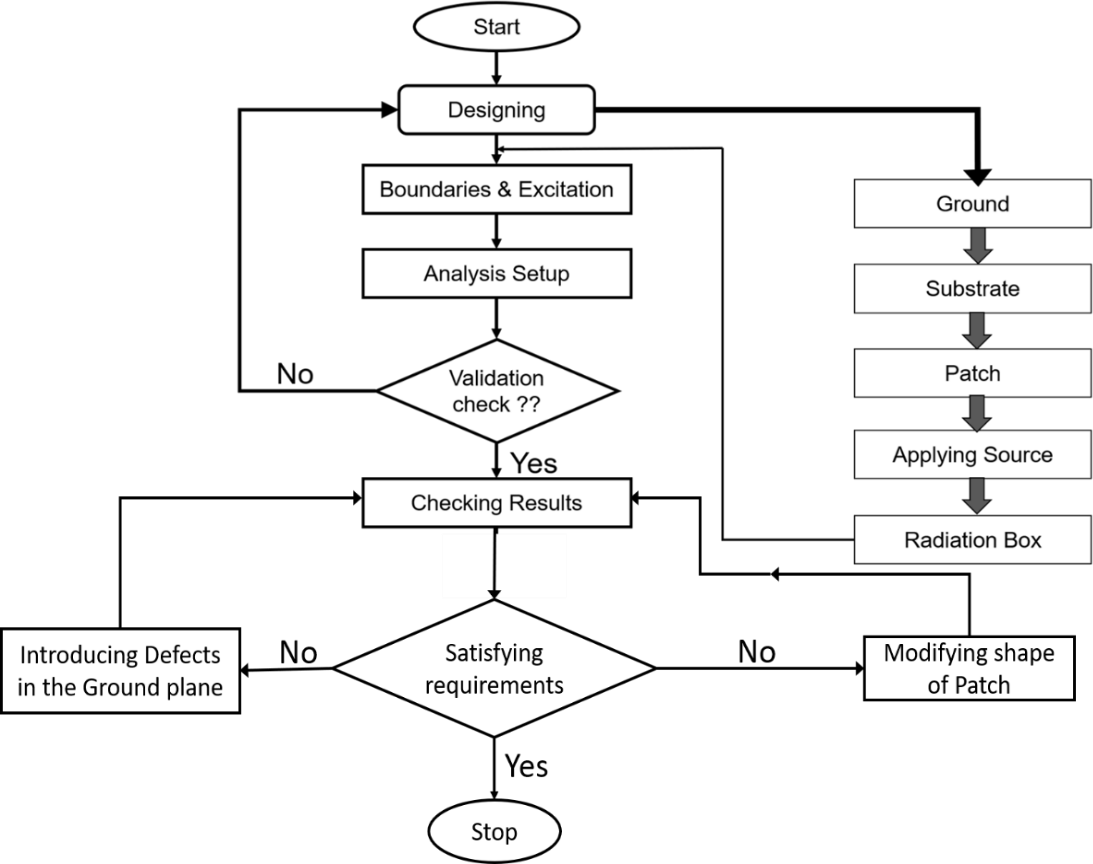 Start
Designing
Boundaries & Excitation
Analysis Setup
Validation
check ??
No
Yes
Ground
Substrate
Patch
Applying Source
Radiation Box
Checking Results
Satisfying
requirements
No
Introducing Defects
in the Ground plane
No
Modifying shape
of Patch
Yes
Stop